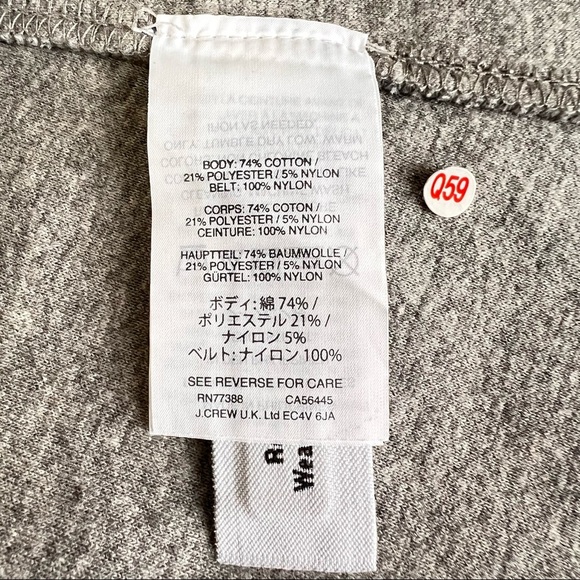 BODY: 74% COTTON /
21% POLYESTER / 5% NYLON
BELT: 100% NYLON
CORPS: 74% COTON /
21% POLYESTER / 5% NYLON
CEINTURE: 100% NYLON
HAUPTTEIL: 74% BAUMWOLLE /
21% POLYESTER / 5% NYLON
GÜRTEL: 100% NYLON
ボディ: 綿 74% /
ポリエステル 21% /
ナイロン 5%
ベルト: ナイロン 100%
SEE REVERSE FOR CARE
RN77388 CA56445
J.CREW U.K. Ltd EC4V 6JA
Q59